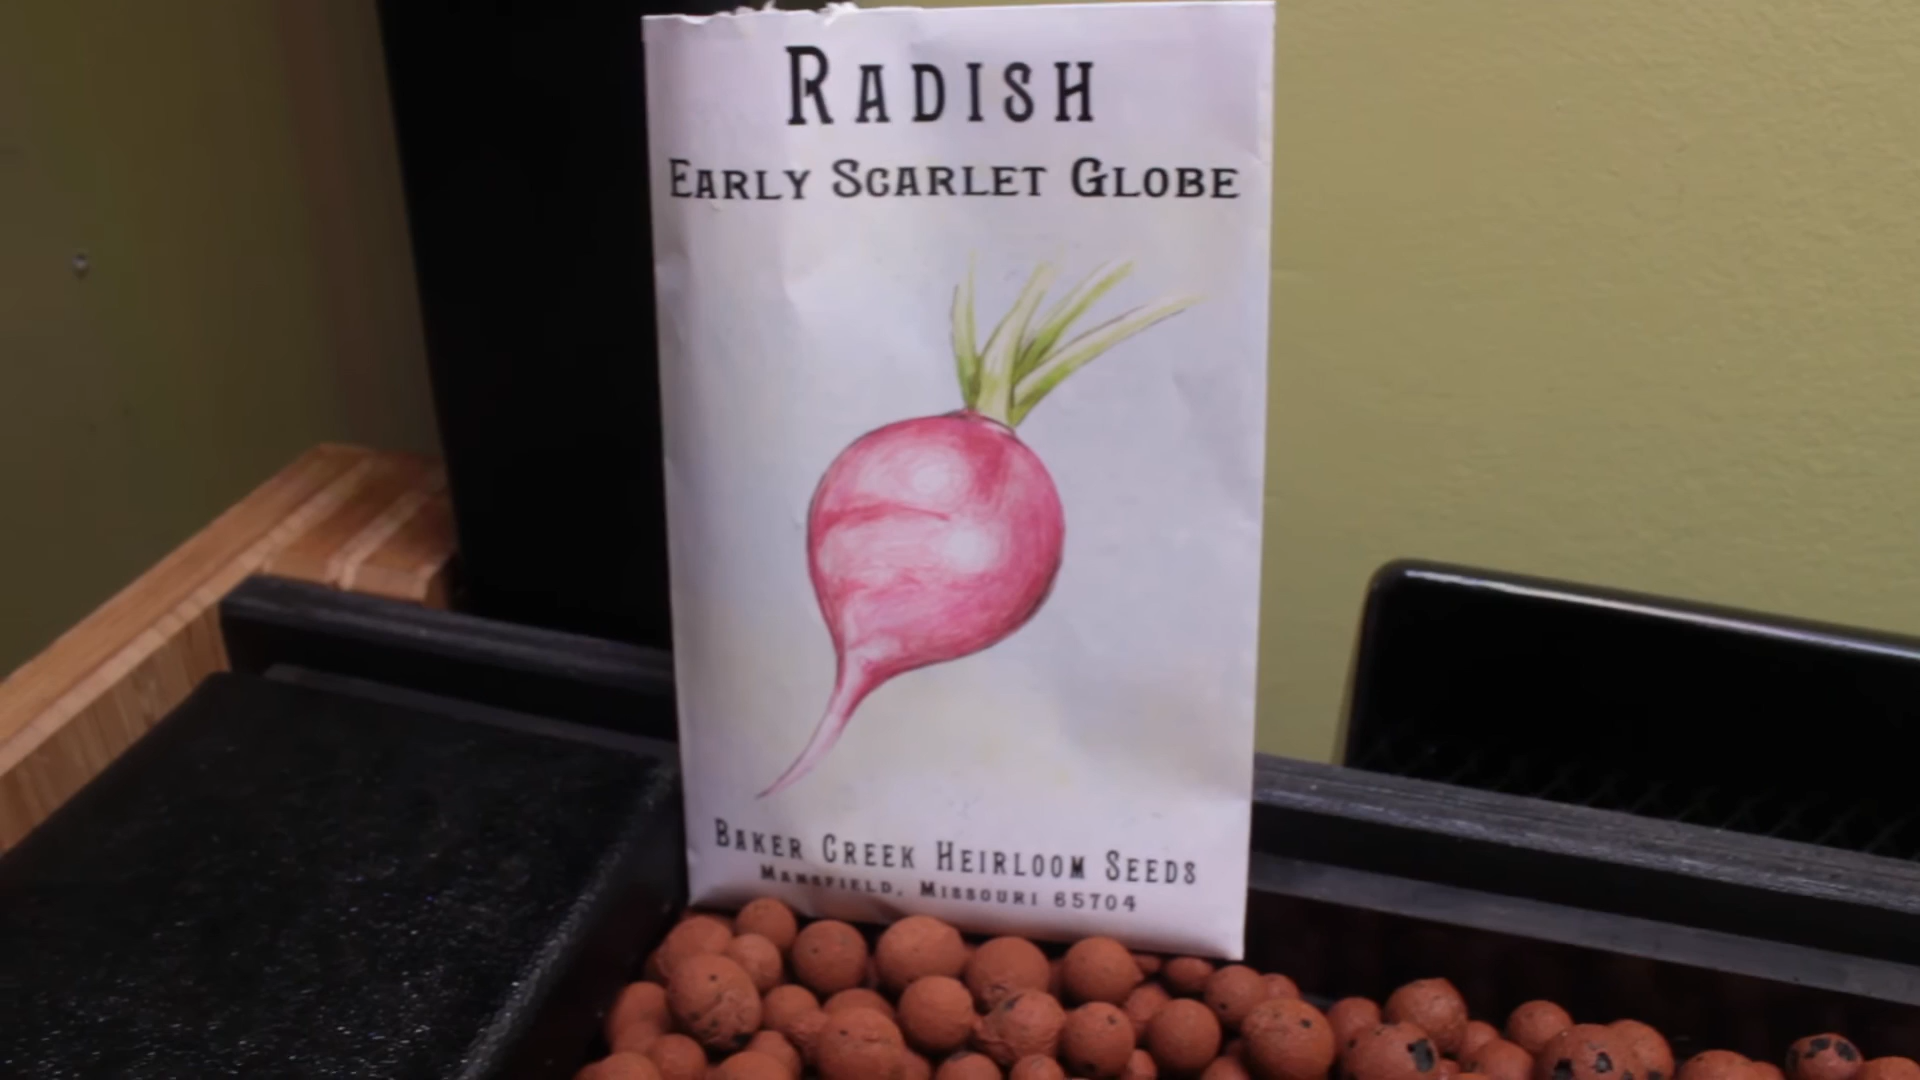 RADISH
EARLY SCARLET GLOBE
BAKER CREEK HEIRLOOM SEEDS
MANSFIELD, MISSOURI 65704